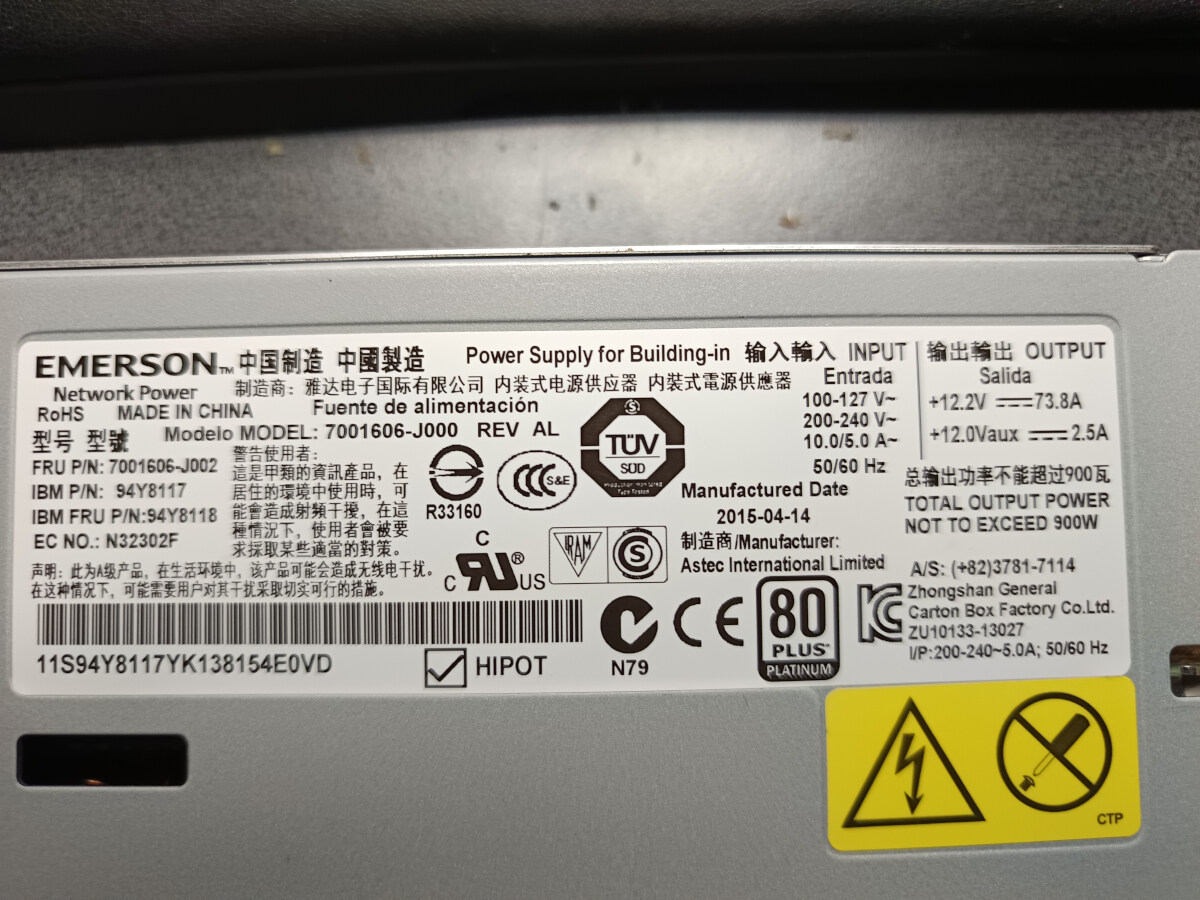 EMERSON™ 中国制造 中國製造
Network Power
RoHS MADE IN CHINA
Power Supply for Building-in
制造商：雅达电子国际有限公司 内装式电源供应器 内裝式電源供應器
Fuente de alimentación
型号 型號 Modelo MODEL: 7001606-J000 REV AL
FRU P/N: 7001606-J002
IBM P/N: 94Y8117
IBM FRU P/N:94Y8118
EC NO.: N32302F
警告使用者：
這是甲類的資訊產品，在
居住的環境中使用時，可
能會造成射頻干擾，在這
種情況下，使用者會被要
求採取某些適當的對策。
声明：此为A级产品，在生活环境中，该产品可能会造成无线电干扰。
在这种情况下，可能需要用户对其干扰采取切实可行的措施。
11S94Y8117YK138154E0VD
HIPOT
R33160
CCC S&E
C UR® US
TÜV
SÜD
IRAM
S
输入輸入 INPUT
Entrada
100-127 V~
200-240 V~
10.0/5.0 A~
50/60 Hz
输出輸出 OUTPUT
Salida
+12.2V 73.8A
+12.0Vaux 2.5A
总输出功率不能超过900瓦
TOTAL OUTPUT POWER
NOT TO EXCEED 900W
Manufactured Date
2015-04-14
制造商/Manufacturer:
Astec International Limited
N79
CE
80
PLUS
PLATINUM
KC
A/S: (+82)3781-7114
Zhongshan General
Carton Box Factory Co.Ltd.
ZU10133-13027
I/P:200-240~5.0A; 50/60 Hz
CTP